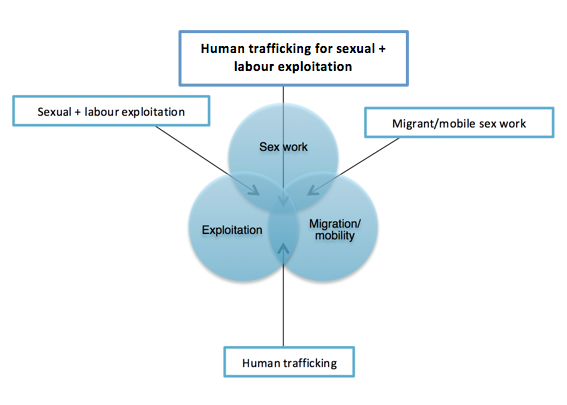 Human trafficking for sexual +
labour exploitation
Sexual + labour exploitation
Migrant/mobile sex work
Sex work
Exploitation
Migration/
mobility
Human trafficking